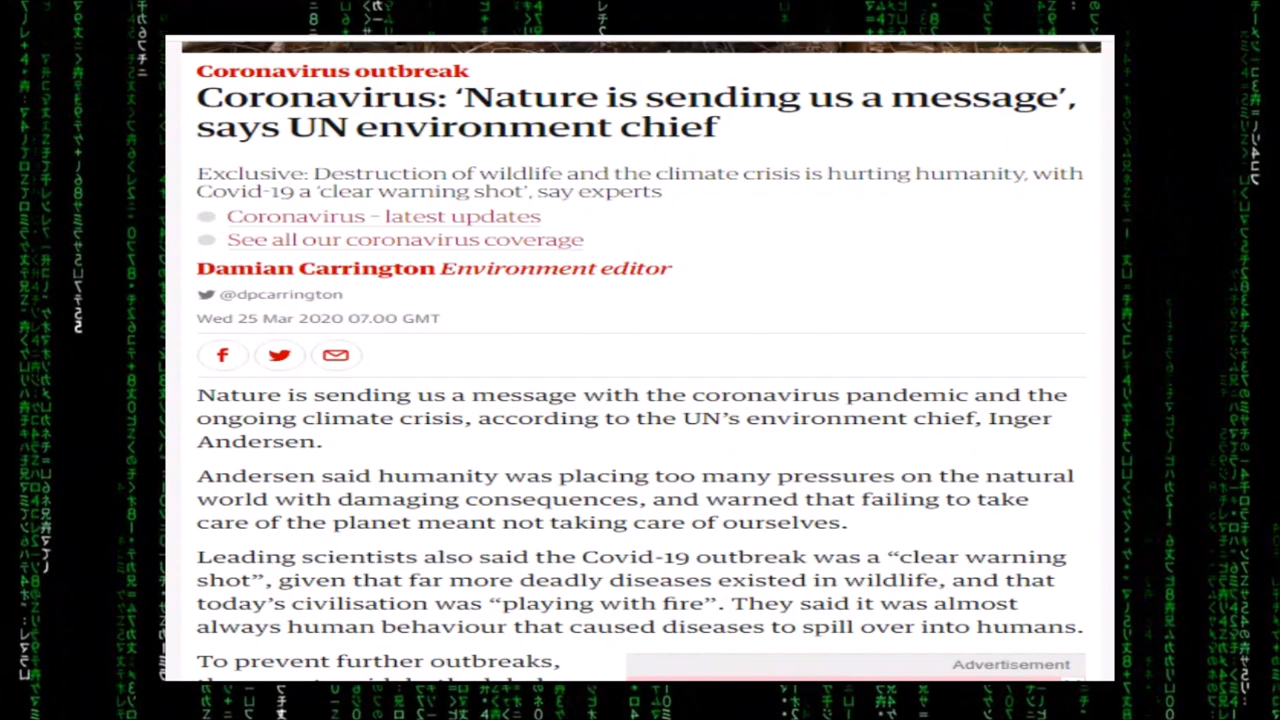 Coronavirus outbreak
Coronavirus: ‘Nature is sending us a message’,
says UN environment chief
Exclusive: Destruction of wildlife and the climate crisis is hurting humanity, with
Covid-19 a ‘clear warning shot’, say experts
Coronavirus – latest updates
See all our coronavirus coverage
Damian Carrington Environment editor
@dpcarrington
Wed 25 Mar 2020 07.00 GMT
Nature is sending us a message with the coronavirus pandemic and the
ongoing climate crisis, according to the UN’s environment chief, Inger
Andersen.
Andersen said humanity was placing too many pressures on the natural
world with damaging consequences, and warned that failing to take
care of the planet meant not taking care of ourselves.
Leading scientists also said the Covid-19 outbreak was a “clear warning
shot”, given that far more deadly diseases existed in wildlife, and that
today’s civilisation was “playing with fire”. They said it was almost
always human behaviour that caused diseases to spill over into humans.
To prevent further outbreaks,
Advertisement